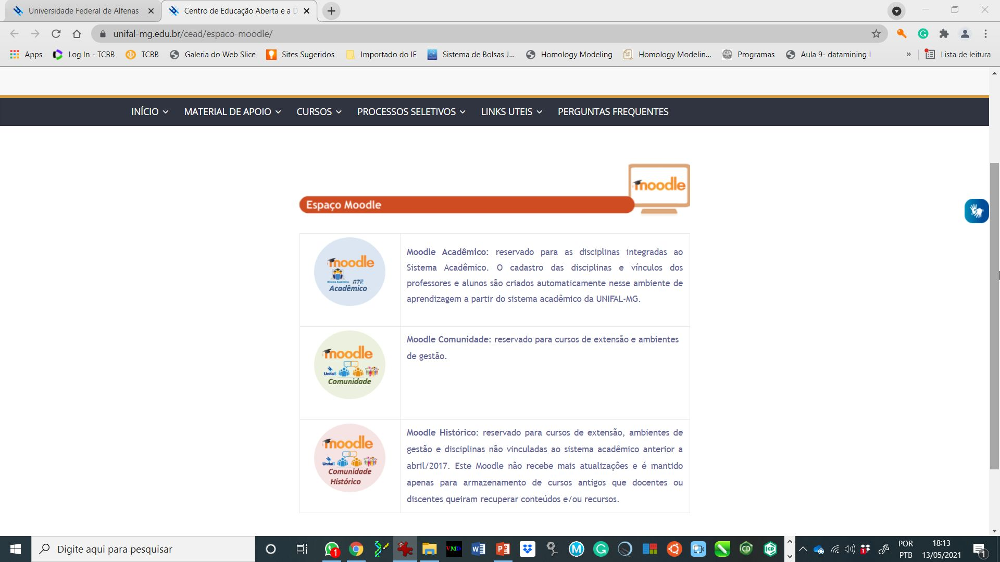 Universidade Federal de Alfenas
Centro de Educação Aberta e a D
unifal-mg.edu.br/cead/espaco-moodle/
Apps
Log In - TCBB
TCBB
Galeria do Web Slice
Sites Sugeridos
Importado do IE
Sistema de Bolsas J...
Homology Modeling
Homology Modelin...
Programas
Aula 9- datamining I
»
Lista de leitura
INÍCIO
MATERIAL DE APOIO
CURSOS
PROCESSOS SELETIVOS
LINKS UTEIS
PERGUNTAS FREQUENTES
moodle
Espaço Moodle
moodle
Sistema Acadêmico
Acadêmico
Moodle Acadêmico: reservado para as disciplinas integradas ao
Sistema Acadêmico. O cadastro das disciplinas e vínculos dos
professores e alunos são criados automaticamente nesse ambiente de
aprendizagem a partir do sistema acadêmico da UNIFAL-MG.
moodle
Unifal
Comunidade
Moodle Comunidade: reservado para cursos de extensão e ambientes
de gestão.
moodle
Unifal
Comunidade
Histórico
Moodle Histórico: reservado para cursos de extensão, ambientes de
gestão e disciplinas não vinculadas ao sistema acadêmico anterior a
abril/2017. Este Moodle não recebe mais atualizações e é mantido
apenas para armazenamento de cursos antigos que docentes ou
discentes queiram recuperar conteúdos e/ou recursos.
Digite aqui para pesquisar
1
VMD
CD
1
POR
PTB
18:13
13/05/2021
1